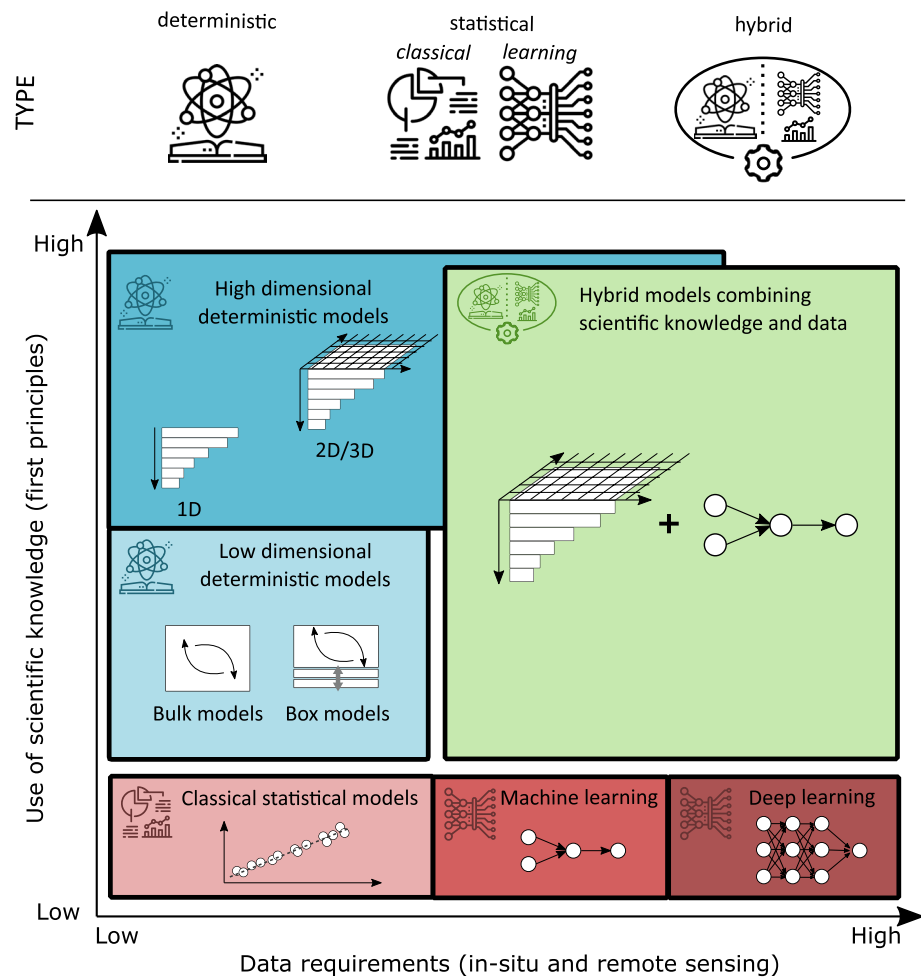 deterministic
statistical
hybrid
classical
learning
TYPE
High
High dimensional
deterministic models
Hybrid models combining
scientific knowledge and data
2D/3D
1D
+
Low dimensional
deterministic models
Bulk models
Box models
Classical statistical models
Machine learning
Deep learning
Use of scientific knowledge (first principles)
Low
Low
High
Data requirements (in-situ and remote sensing)